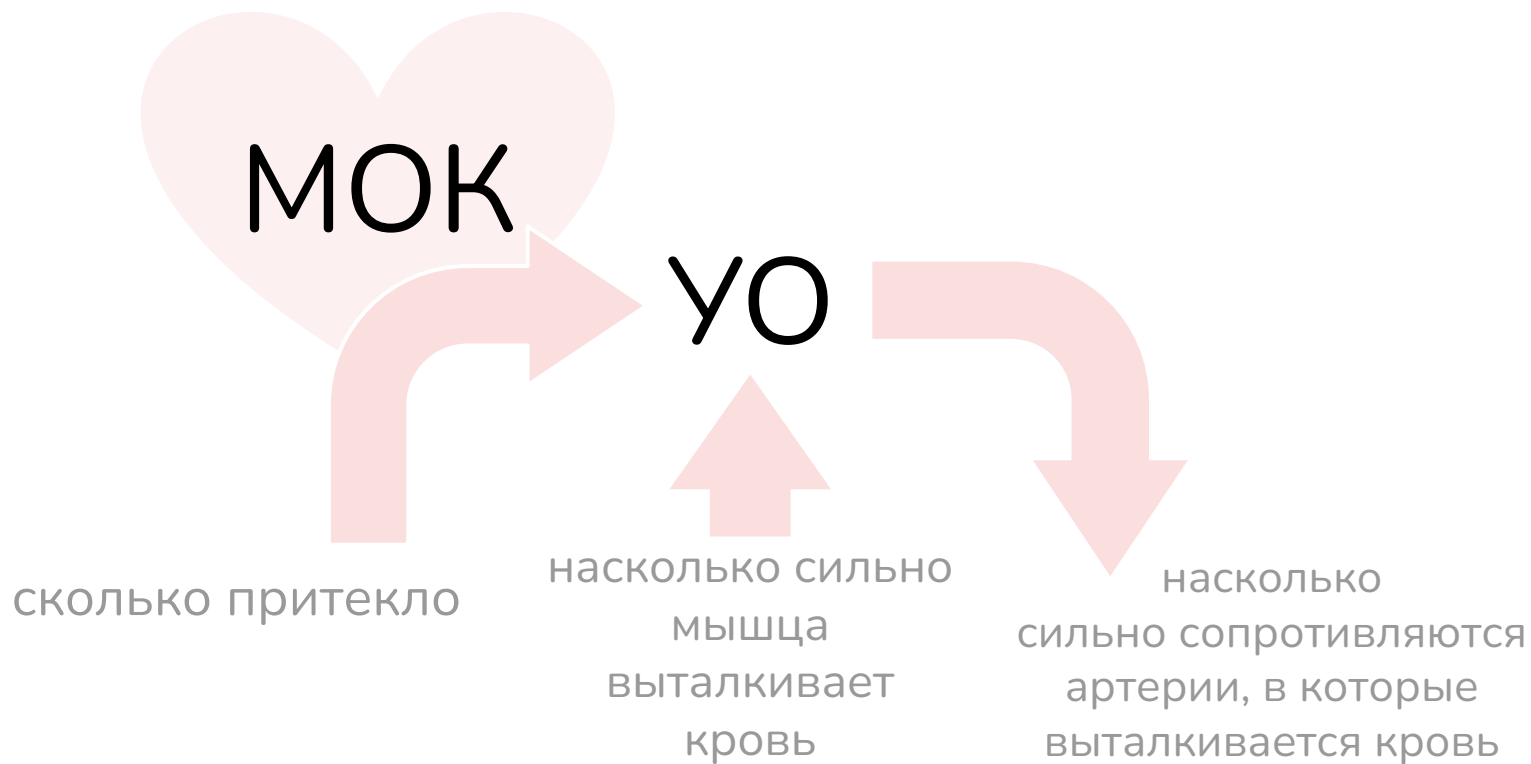 МОК
УО
сколько притекло
насколько сильно
мышца
выталкивает
кровь
насколько
сильно сопротивляются
артерии, в которые
выталкивается кровь